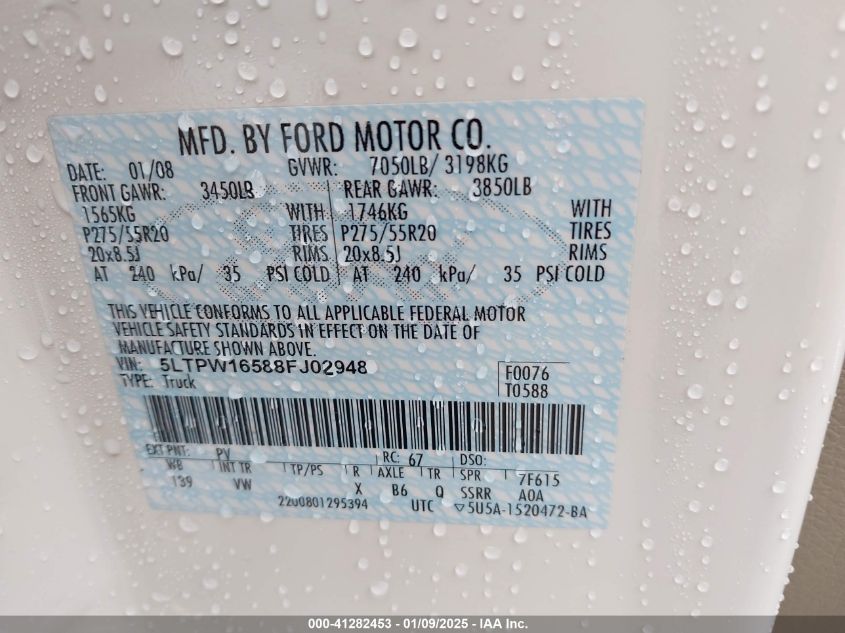 MFD. BY FORD MOTOR CO.
DATE: 01/08 GVWR: 7050LB/ 3198KG
FRONT GAWR: 3450LB REAR GAWR: 3850LB
1565KG WITH 1746KG WITH
P275/55R20 TIRES P275/55R20 TIRES
20x8.5J RIMS 20x8.5J RIMS
AT 240 kPa/ 35 PSI COLD AT 240 kPa/ 35 PSI COLD
THIS VEHICLE CONFORMS TO ALL APPLICABLE FEDERAL MOTOR
VEHICLE SAFETY STANDARDS IN EFFECT ON THE DATE OF
MANUFACTURE SHOWN ABOVE.
VIN: 5LTPW16588FJ02948 F0076
TYPE: Truck T0588
EXT PNT: PV RC: 67 DSO:
WB INT TR TP/PS R AXLE TR SPR 7F615
139 VW X B6 Q SSRR A0A
2200801295394 UTC ▽5U5A-1520472-BA
000-41282453 - 01/09/2025 - IAA Inc.